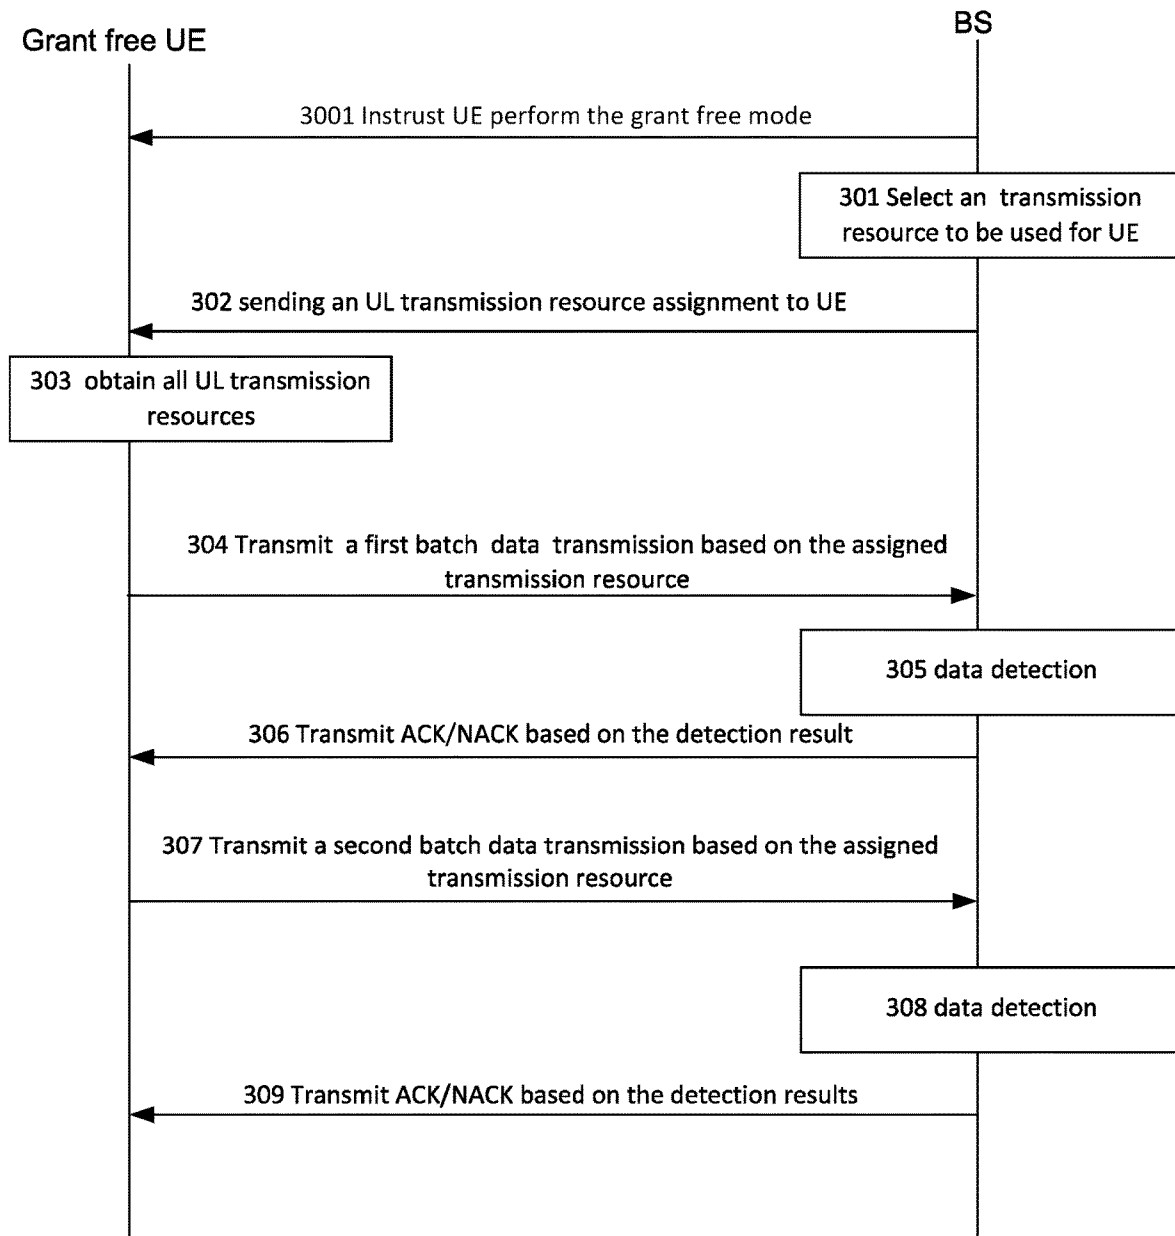 Grant free UE
BS
3001 Instrust UE perform the grant free mode
301 Select an transmission
resource to be used for UE
302 sending an UL transmission resource assignment to UE
303 obtain all UL transmission
resources
304 Transmit a first batch data transmission based on the assigned
transmission resource
305 data detection
306 Transmit ACK/NACK based on the detection result
307 Transmit a second batch data transmission based on the assigned
transmission resource
308 data detection
309 Transmit ACK/NACK based on the detection results